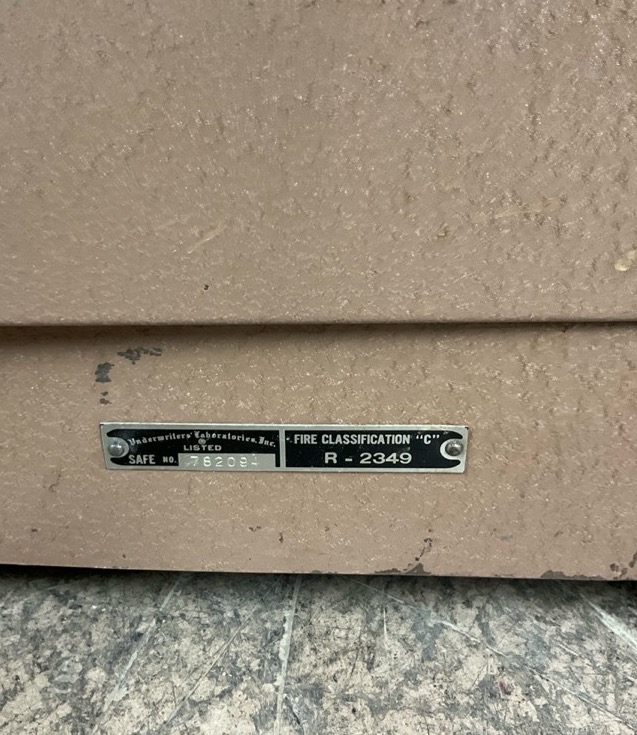 Underwriters' Laboratories, Inc.
LISTED
SAFE NO. 782094
FIRE CLASSIFICATION "C"
R - 2349